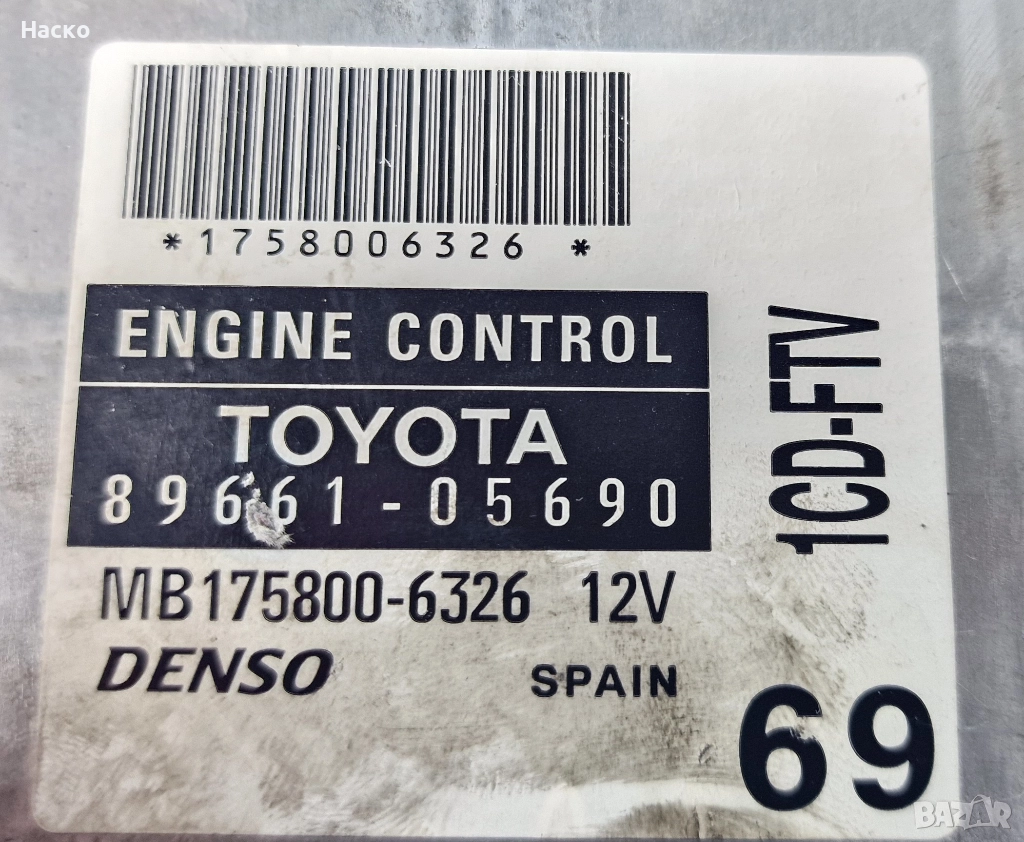 Наско
*1758006326 *
ENGINE CONTROL
TOYOTA
89661-05690
1CD-FTV
MB175800-6326 12V
DENSO SPAIN
69
BAZAR